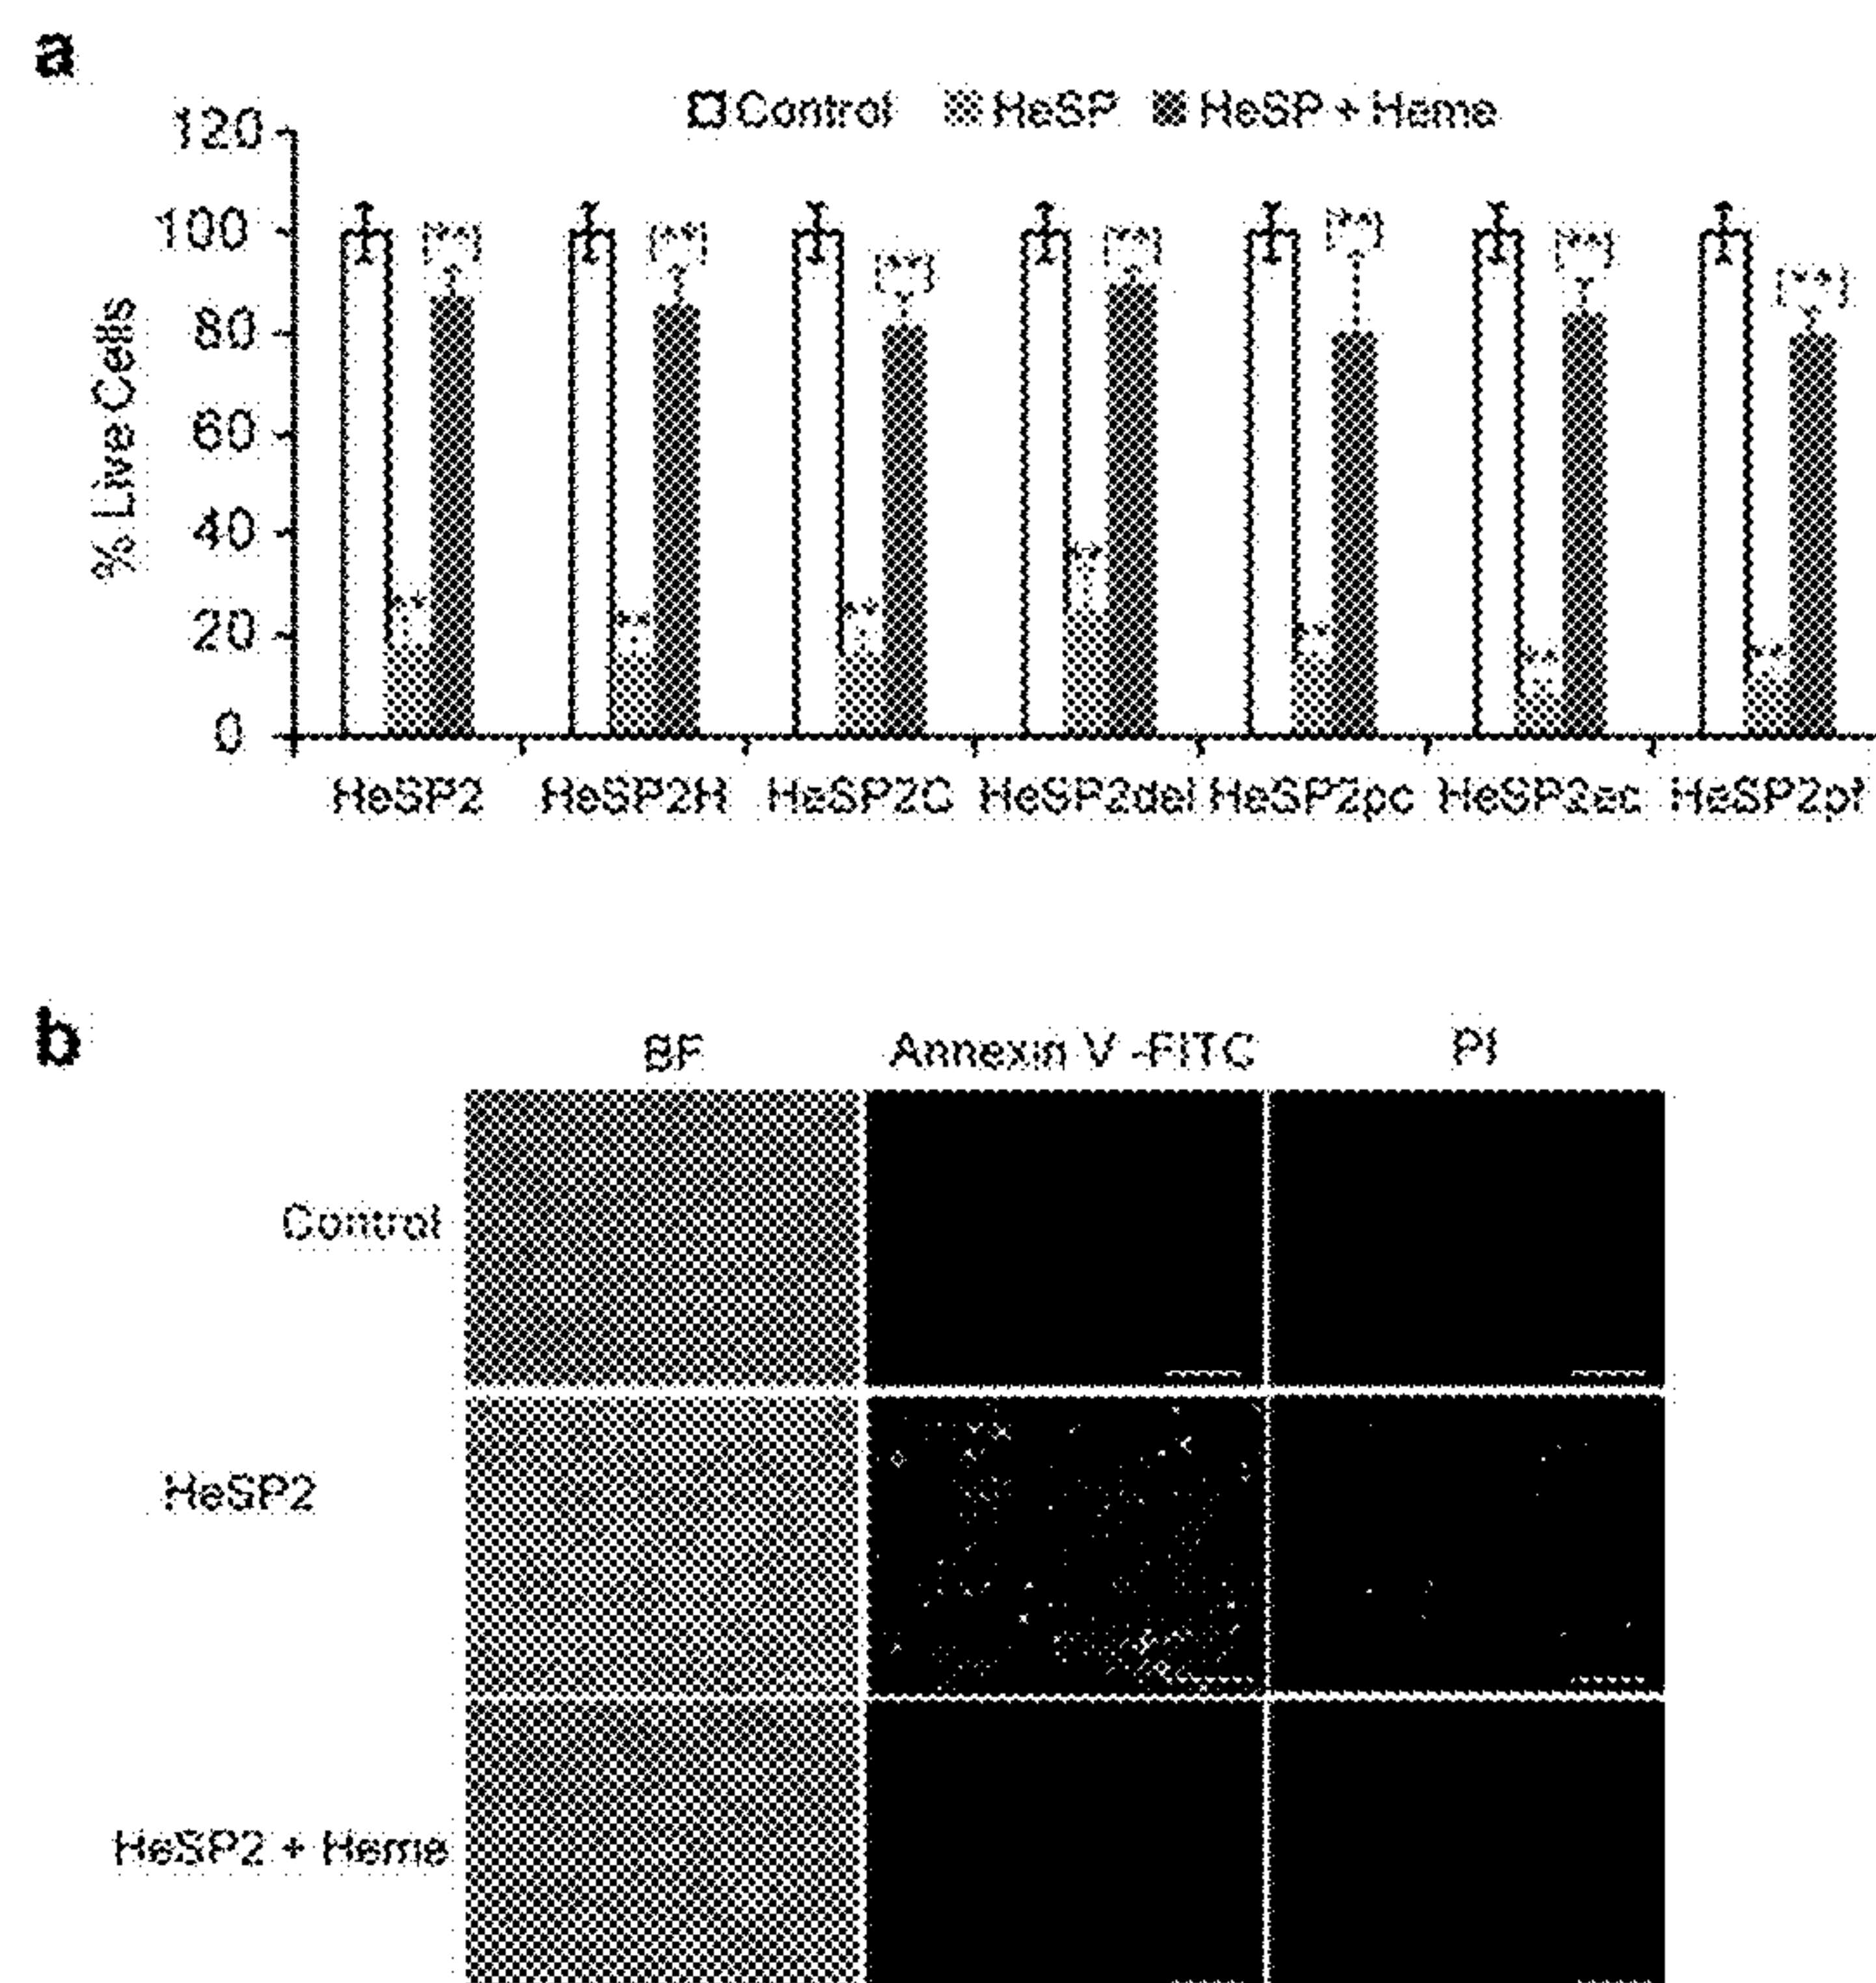 a
Control HeSP HeSP + Heme
120
100
80
60
40
20
0
% Live Cells
** ** ** ** ** ** **
[**] [**] [**] [**] [**] [**] [**]
HeSP2 HeSP2H HeSP2C HeSP2del HeSP2pc HeSP2ac HeSP2pf
b
BF Annexin V -FITC PI
Control
HeSP2
HeSP2 + Heme